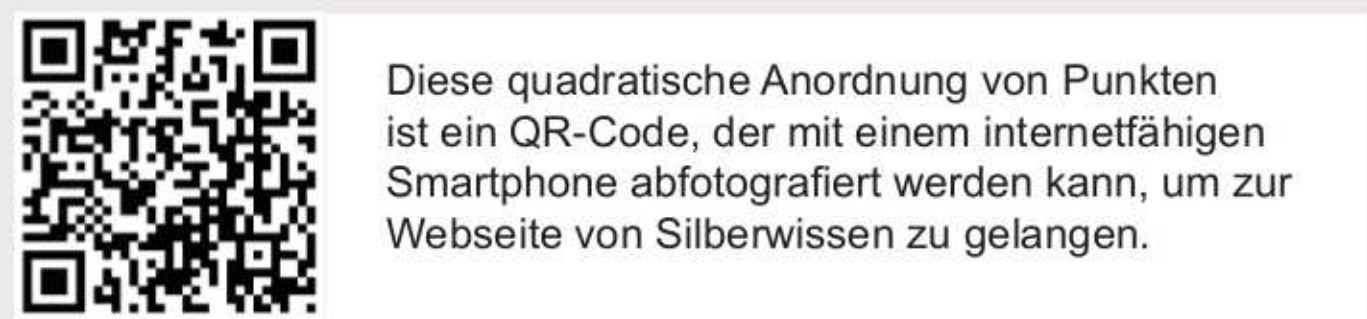 Diese quadratische Anordnung von Punkten
ist ein QR-Code, der mit einem internetfähigen
Smartphone abfotografiert werden kann, um zur
Webseite von Silberwissen zu gelangen.